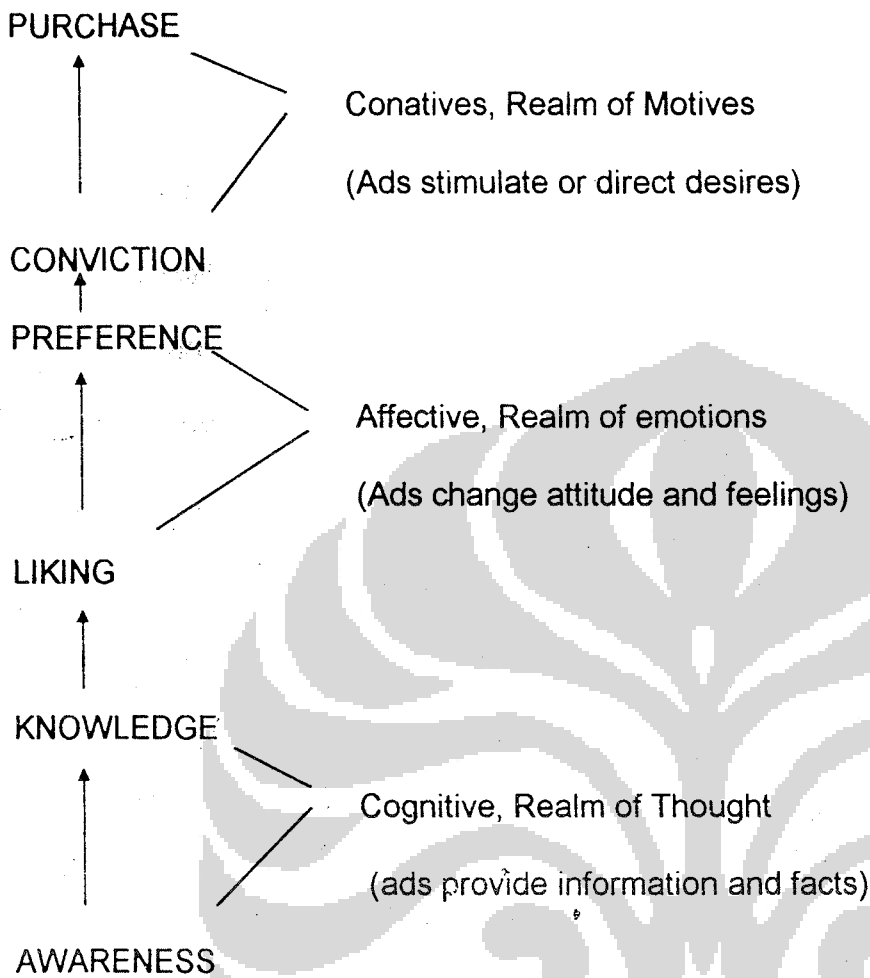 PURCHASE
Conatives, Realm of Motives
(Ads stimulate or direct desires)
CONVICTION
PREFERENCE
Affective, Realm of emotions
(Ads change attitude and feelings)
LIKING
KNOWLEDGE
Cognitive, Realm of Thought
(ads provide information and facts)
AWARENESS